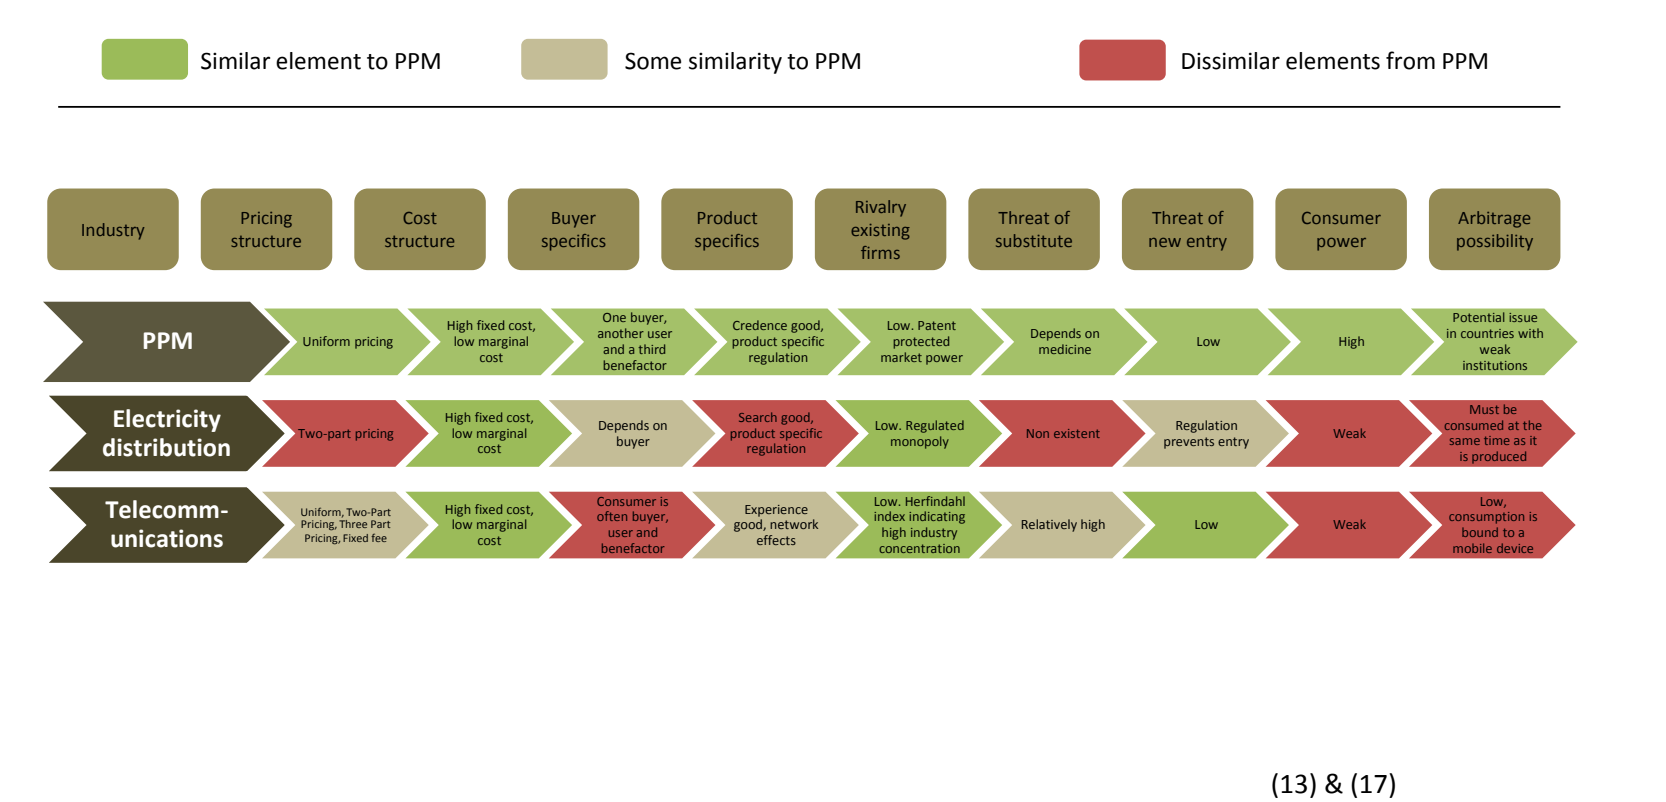 Similar element to PPM
Some similarity to PPM
Dissimilar elements from PPM
Industry
Pricing
structure
Cost
structure
Buyer
specifics
Product
specifics
Rivalry
existing
firms
Threat of
substitute
Threat of
new entry
Consumer
power
Arbitrage
possibility
PPM
Uniform pricing
High fixed cost,
low marginal
cost
One buyer,
another user
and a third
benefactor
Credence good,
product specific
regulation
Low. Patent
protected
market power
Depends on
medicine
Low
High
Potential issue
in countries with
weak
institutions
Electricity
distribution
Two-part pricing
High fixed cost,
low marginal
cost
Depends on
buyer
Search good,
product specific
regulation
Low. Regulated
monopoly
Non existent
Regulation
prevents entry
Weak
Must be
consumed at the
same time as it
is produced
Telecomm-
unications
Uniform, Two-Part
Pricing, Three Part
Pricing, Fixed fee
High fixed cost,
low marginal
cost
Consumer is
often buyer,
user and
benefactor
Experience
good, network
effects
Low. Herfindahl
index indicating
high industry
concentration
Relatively high
Low
Weak
Low,
consumption is
bound to a
mobile device
(13) & (17)